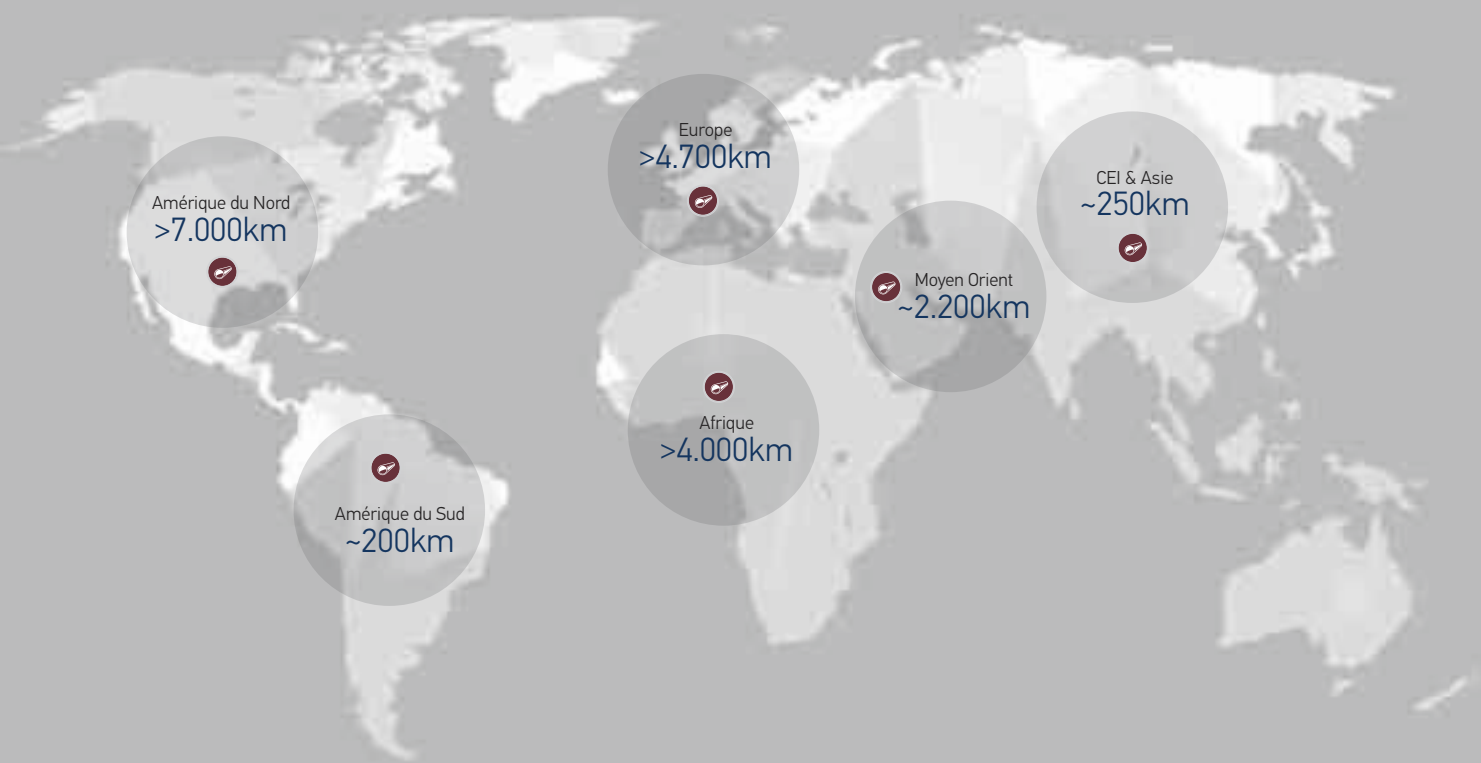 Europe
>4.700km
CEI & Asie
~250km
Amérique du Nord
>7.000km
Moyen Orient
~2.200km
Afrique
>4.000km
Amérique du Sud
~200km